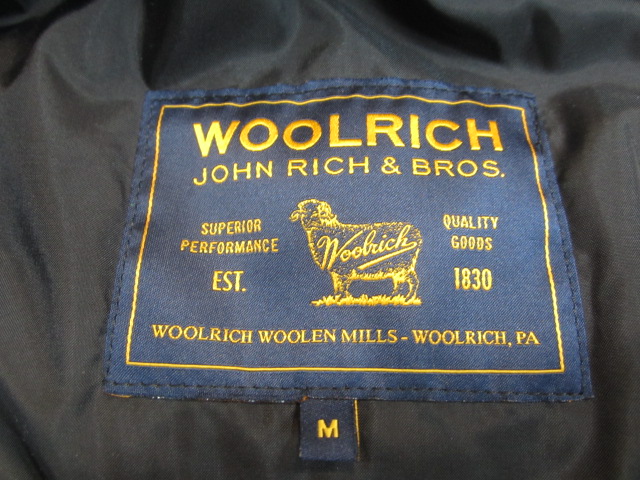 WOOLRICH
JOHN RICH & BROS.
SUPERIOR
PERFORMANCE
EST.
Woolrich
QUALITY
GOODS
1830
WOOLRICH WOOLEN MILLS - WOOLRICH, PA
M